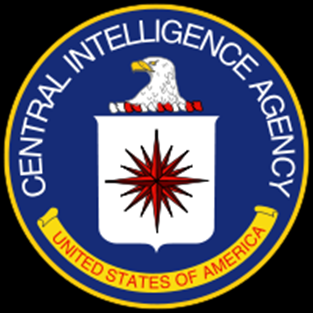 CENTRAL INTELLIGENCE AGENCY
UNITED STATES OF AMERICA